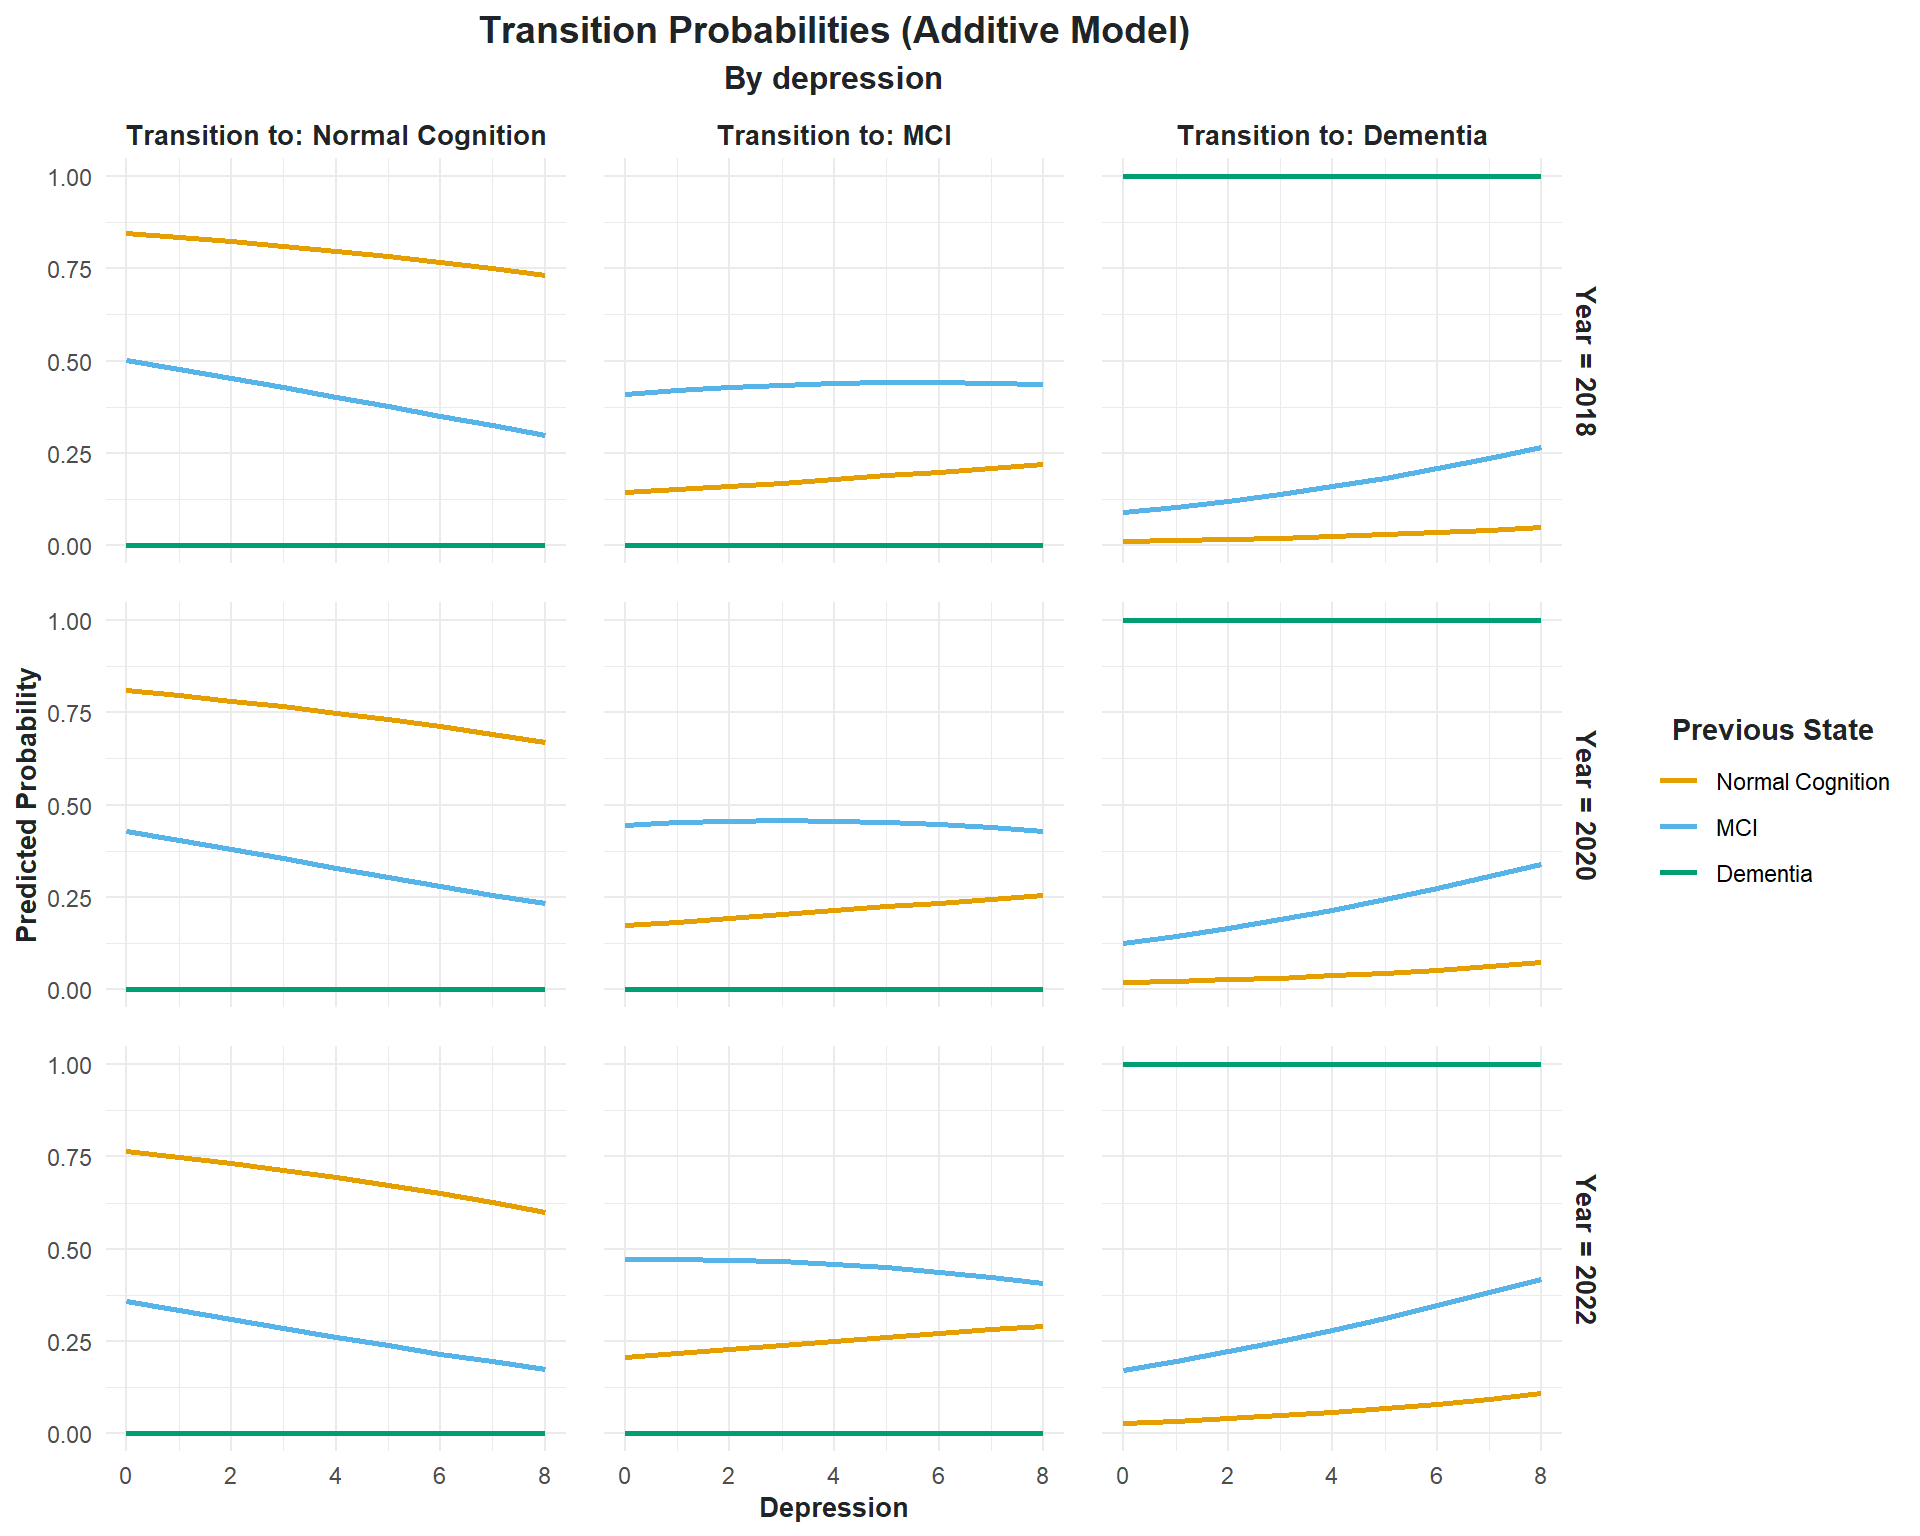 Transition Probabilities (Additive Model)
By depression
Transition to: Normal Cognition
Transition to: MCI
Transition to: Dementia
1.00
0.75
0.50
0.25
0.00
Year = 2018
1.00
0.75
0.50
0.25
0.00
Year = 2020
Predicted Probability
Previous State
Normal Cognition
MCI
Dementia
1.00
0.75
0.50
0.25
0.00
Year = 2022
0 2 4 6 8
0 2 4 6 8
0 2 4 6 8
Depression